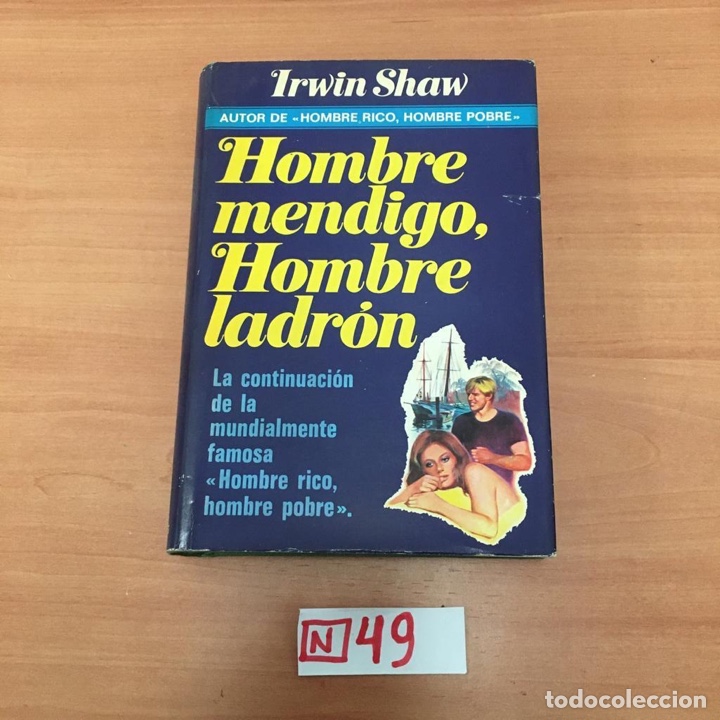 Irwin Shaw
AUTOR DE «HOMBRE RICO, HOMBRE POBRE»
Hombre
mendigo,
Hombre
ladrón
La continuación
de la
mundialmente
famosa
«Hombre rico,
hombre pobre».
N 49
todocoleccion